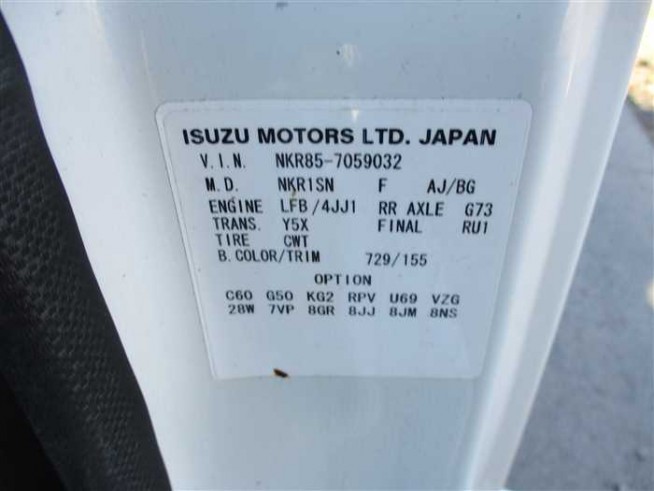 ISUZU MOTORS LTD. JAPAN
V.I.N. NKR85-7059032
M.D. NKR1SN F AJ/BG
ENGINE LFB/4JJ1 RR AXLE G73
TRANS. Y5X FINAL RU1
TIRE CWT
B.COLOR/TRIM 729/155
OPTION
C60 G50 KG2 RPV U69 VZG
28W 7VP 8GR 8JJ 8JM 8NS